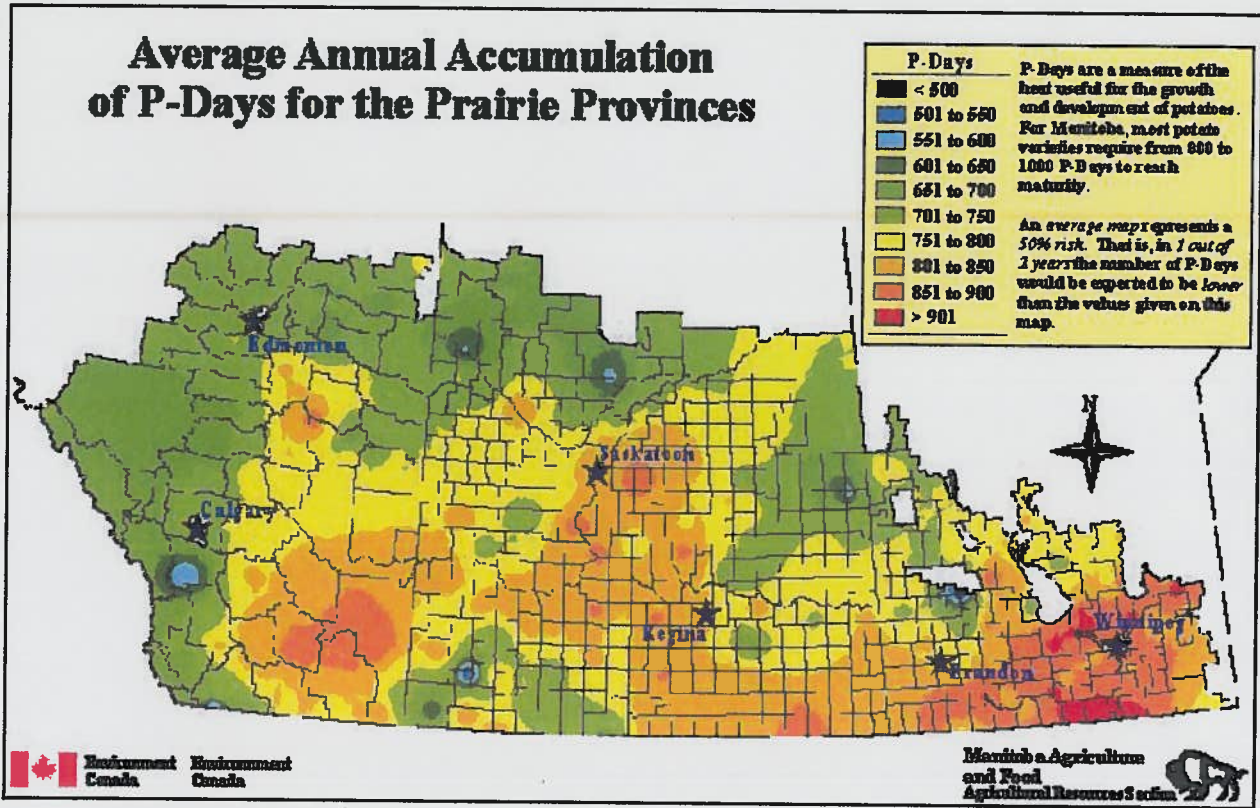 Average Annual Accumulation
of P-Days for the Prairie Provinces
P-Days
< 500
501 to 550
551 to 600
601 to 650
651 to 700
701 to 750
751 to 800
801 to 850
851 to 900
> 901
P-Days are a measure of the
heat useful for the growth
and development of potatoes.
For Manitoba, most potato
varieties require from 800 to
1000 P-Days to reach
maturity.
An average map represents a
50% risk. That is, in 1 out of
2 years the number of P-Days
would be expected to be lower
than the values given on this
map.
Edmonton
N
Saskatoon
Calgary
Regina
Winnipeg
Brandon
Environment
Canada
Environment
Canada
Manitoba Agriculture
and Food
Agricultural Resources Section